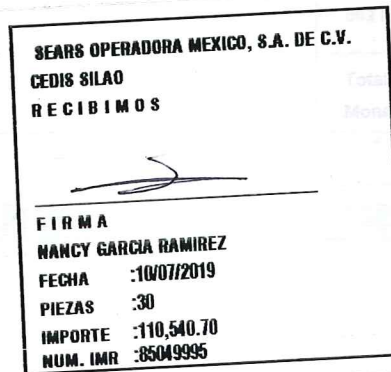 SEARS OPERADORA MEXICO, S.A. DE C.V.
CEDIS SILAO
RECIBIMOS
FIRMA
NANCY GARCIA RAMIREZ
FECHA :10/07/2019
PIEZAS :30
IMPORTE :110,540.70
NUM. IMR :85049995